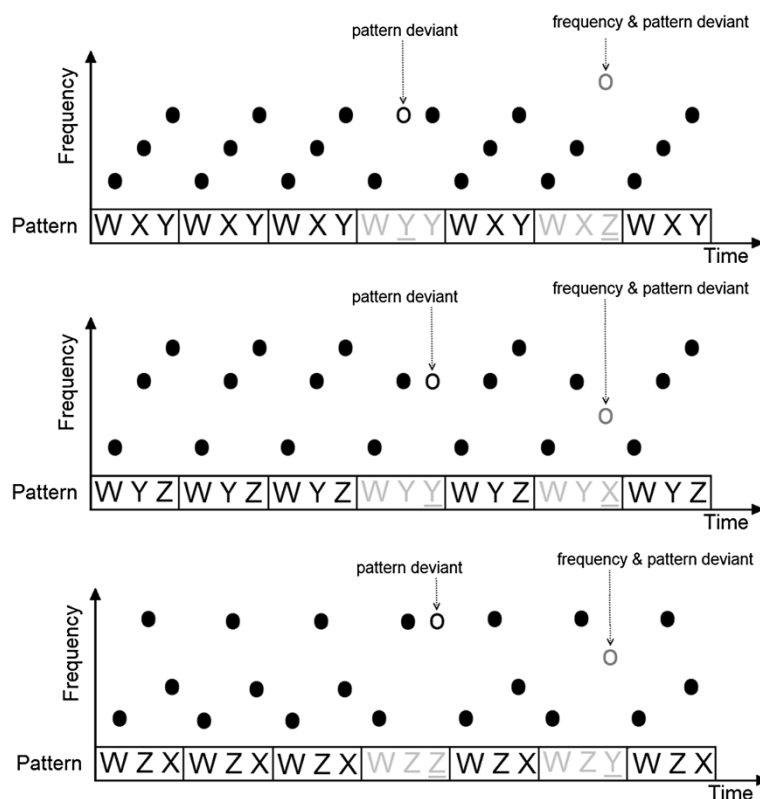 frequency & pattern deviant
pattern deviant
Frequency
Pattern W X Y W X Y W X Y W Y Y W X Y W X Z W X Y
Time
frequency & pattern deviant
pattern deviant
Frequency
Pattern W Y Z W Y Z W Y Z W Y Y W Y Z W Y X W Y Z
Time
frequency & pattern deviant
pattern deviant
Frequency
Pattern W Z X W Z X W Z X W Z Z W Z X W Z Y W Z X
Time